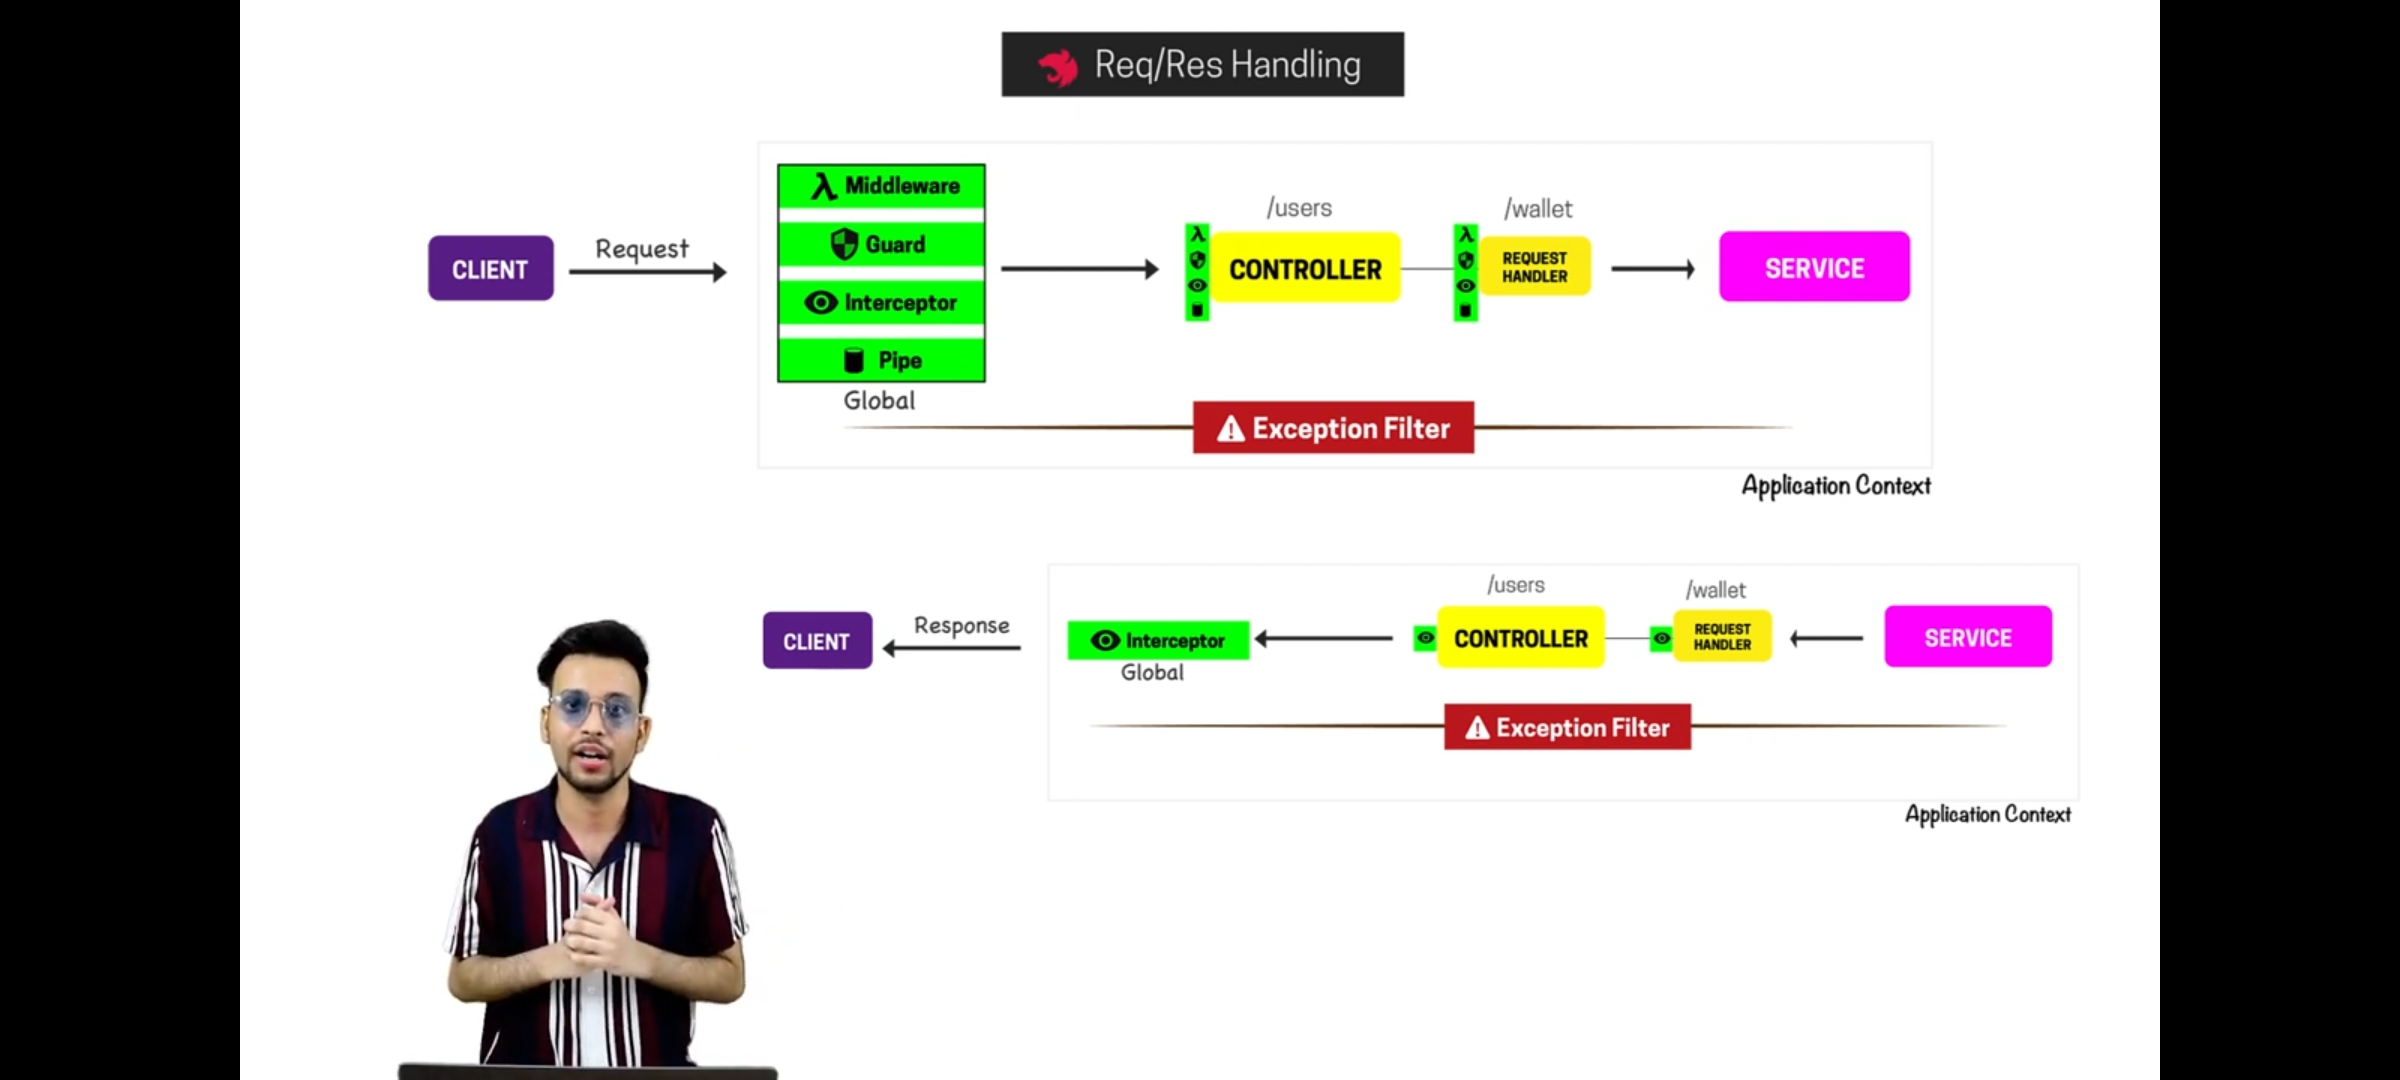 Req/Res Handling
Middleware
Guard
Interceptor
Pipe
Global
CLIENT
Request
/users
CONTROLLER
/wallet
REQUEST
HANDLER
SERVICE
Exception Filter
Application Context
CLIENT
Response
Interceptor
Global
/users
CONTROLLER
/wallet
REQUEST
HANDLER
SERVICE
Exception Filter
Application Context